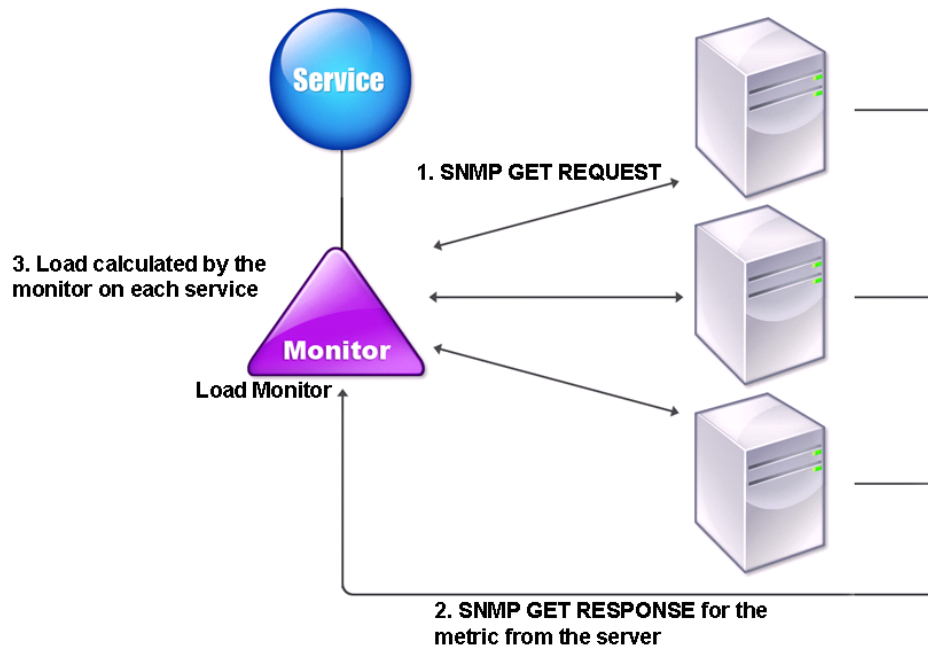 Service
1. SNMP GET REQUEST
3. Load calculated by the
monitor on each service
Monitor
Load Monitor
2. SNMP GET RESPONSE for the
metric from the server